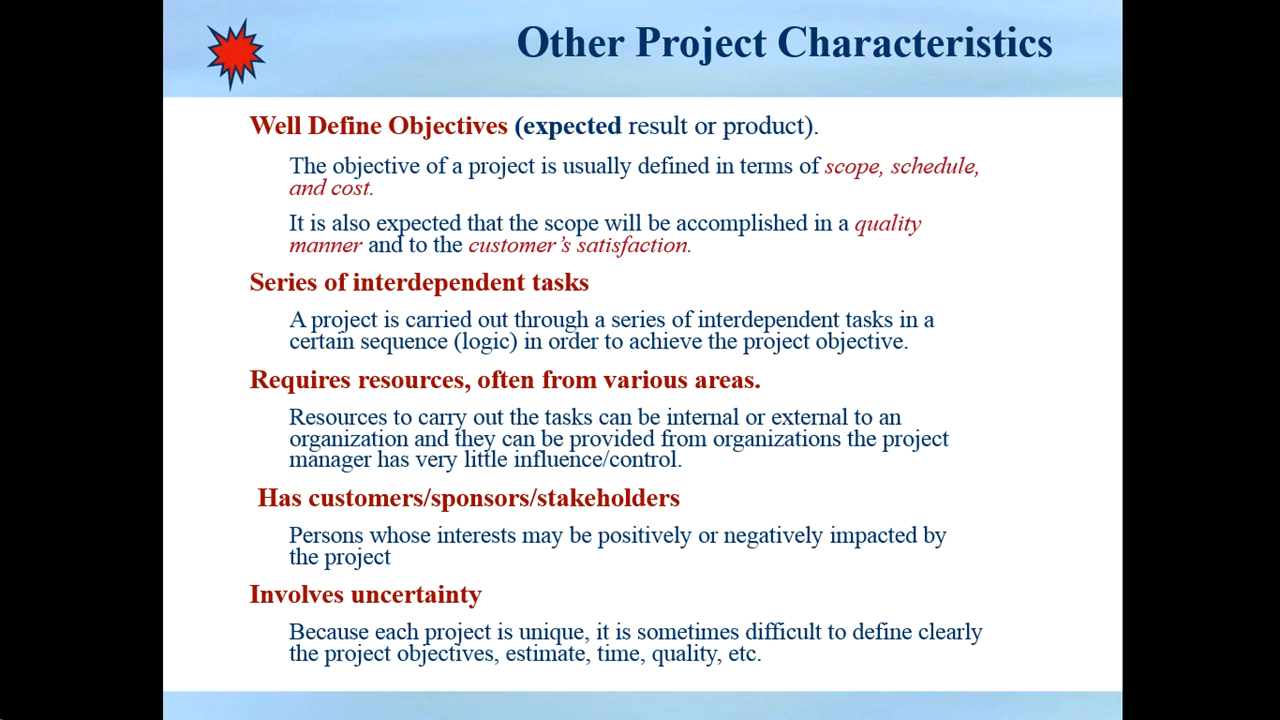 Other Project Characteristics
Well Define Objectives (expected result or product).
The objective of a project is usually defined in terms of scope, schedule,
and cost.
It is also expected that the scope will be accomplished in a quality
manner and to the customer's satisfaction.
Series of interdependent tasks
A project is carried out through a series of interdependent tasks in a
certain sequence (logic) in order to achieve the project objective.
Requires resources, often from various areas.
Resources to carry out the tasks can be internal or external to an
organization and they can be provided from organizations the project
manager has very little influence/control.
Has customers/sponsors/stakeholders
Persons whose interests may be positively or negatively impacted by
the project
Involves uncertainty
Because each project is unique, it is sometimes difficult to define clearly
the project objectives, estimate, time, quality, etc.